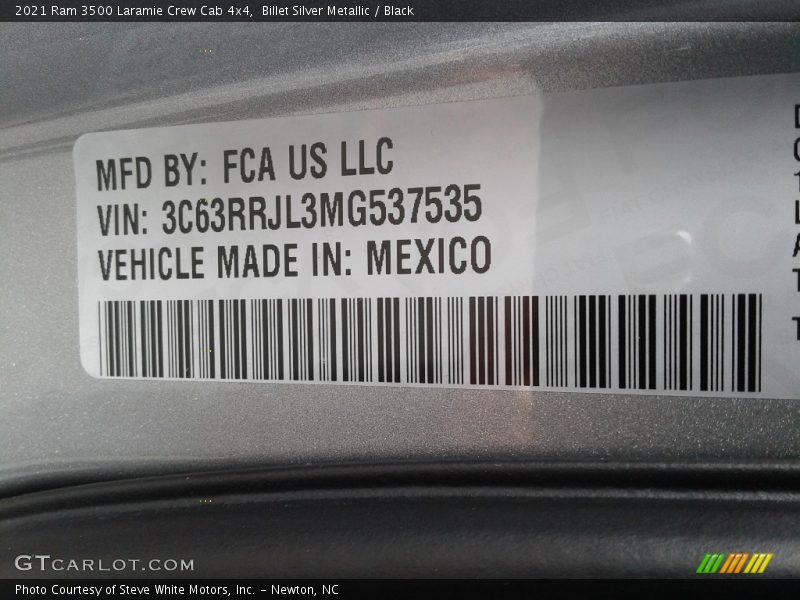 2021 Ram 3500 Laramie Crew Cab 4x4, Billet Silver Metallic / Black
MFD BY: FCA US LLC
VIN: 3C63RRJL3MG537535
VEHICLE MADE IN: MEXICO
GTCARLOT.COM
Photo Courtesy of Steve White Motors, Inc. – Newton, NC